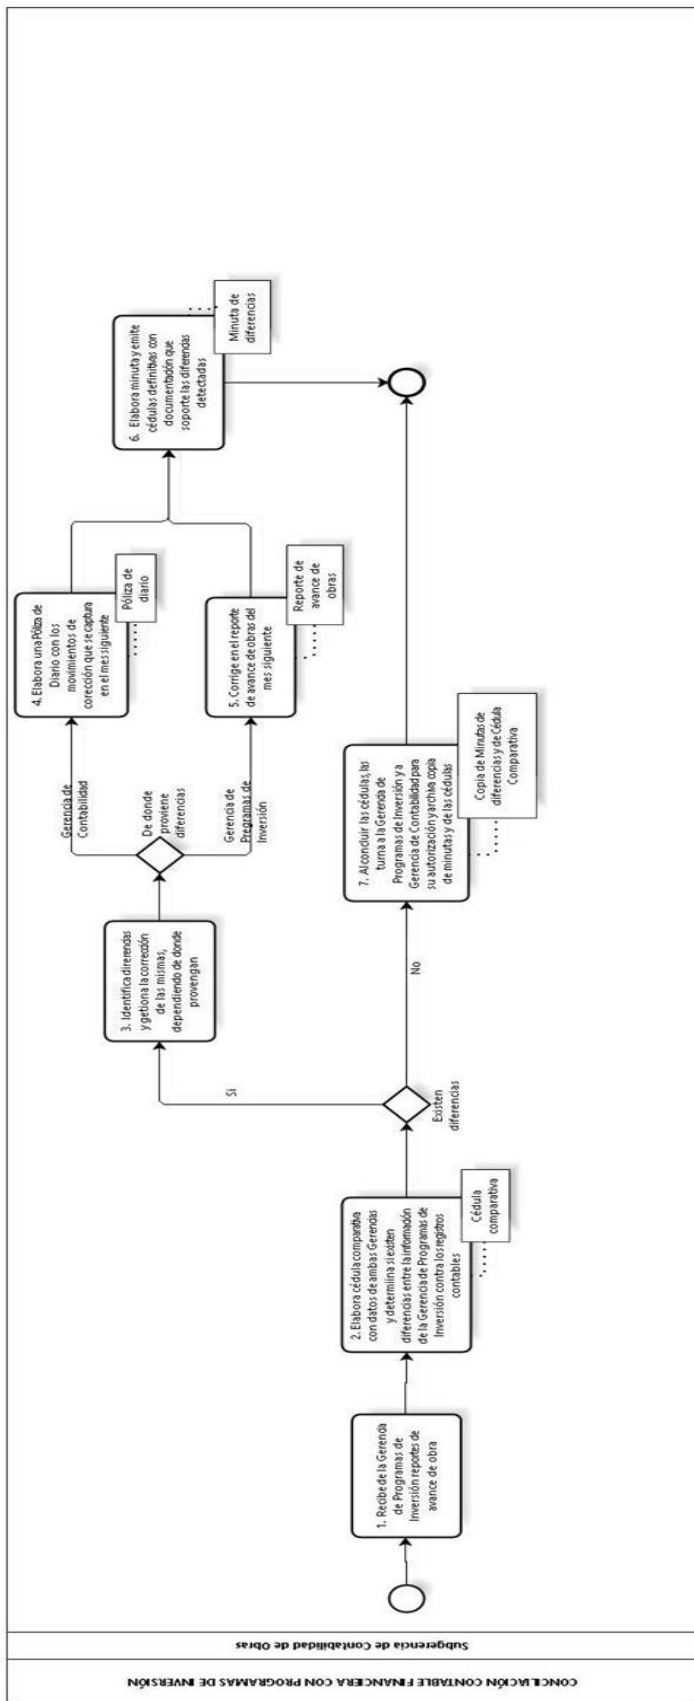 CONCILIACIÓN CONTABLE FINANCIERA CON PROGRAMAS DE INVERSIÓN
Subgerencia de Contabilidad de Obras
1. Recibe de la Gerencia
de Programas de
Inversión reportes de
avance de obra
2. Elabora cédula comparativa
con datos de ambas Gerencias
y determina si existen
diferencias entre la información
de la Gerencia de Programas de
Inversión contra los registros
contables
Cédula
comparativa
Existen
diferencias
Si
No
3. Identifica direrencias
y getiona la corrección
de las mismas,
dependiendo de donde
provengan
De donde
proviene
diferencias
Gerencia de
Contabilidad
Gerencia de
Programas de
Inversión
4. Elabora una Póliza de
Diario con los
movimientos de
corección que se captura
en el mes siguiente
Póliza de
diario
5. Corrige en el reporte
de avance de obras del
mes siguiente
Reporte de
avance de
obras
6. Elabora minuta y emite
cédulas definitivas con
documentación que
soporte las diferencias
detectadas
Minuta de
diferencias
7. Al concluir las cédulas, las
turna a la Gerencia de
Programas de Inversión y a
Gerencia de Contabilidad para
su autorización y archiva copia
de minutas y de las cédulas
Copia de Minutas de
diferencias y de Cédula
Comparativa